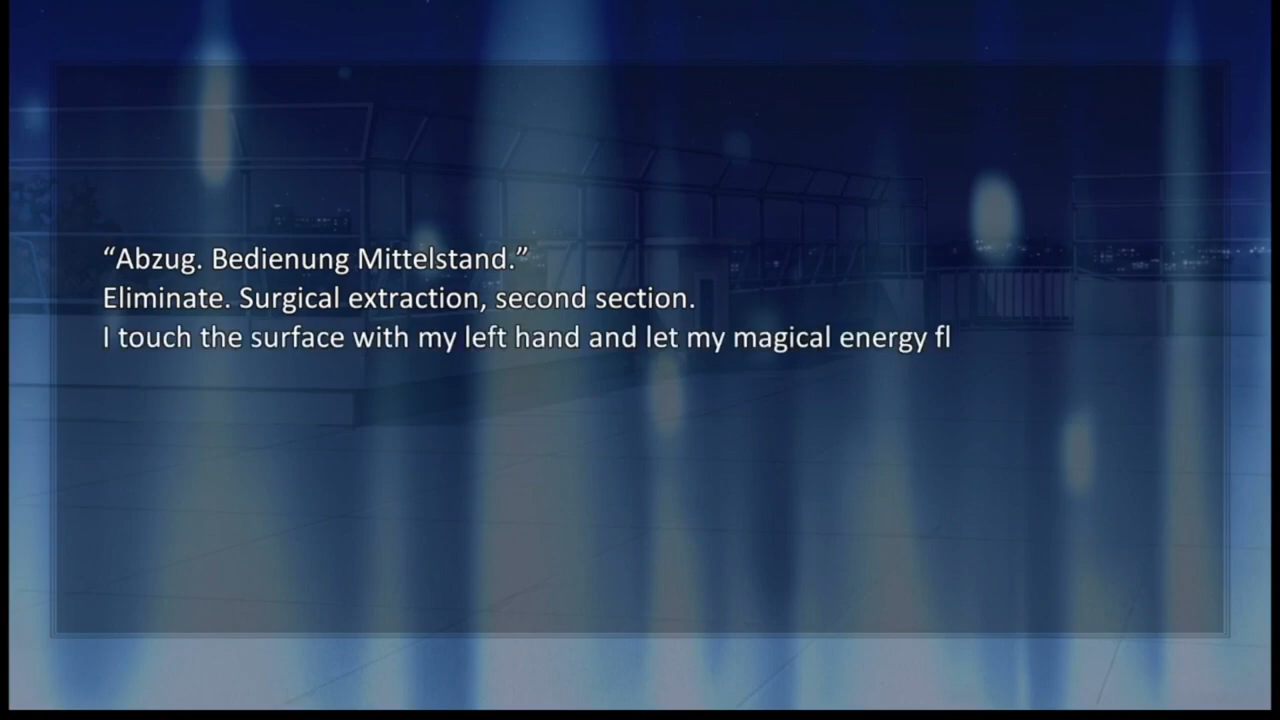 “Abzug. Bedienung Mittelstand.”
Eliminate. Surgical extraction, second section.
I touch the surface with my left hand and let my magical energy fl